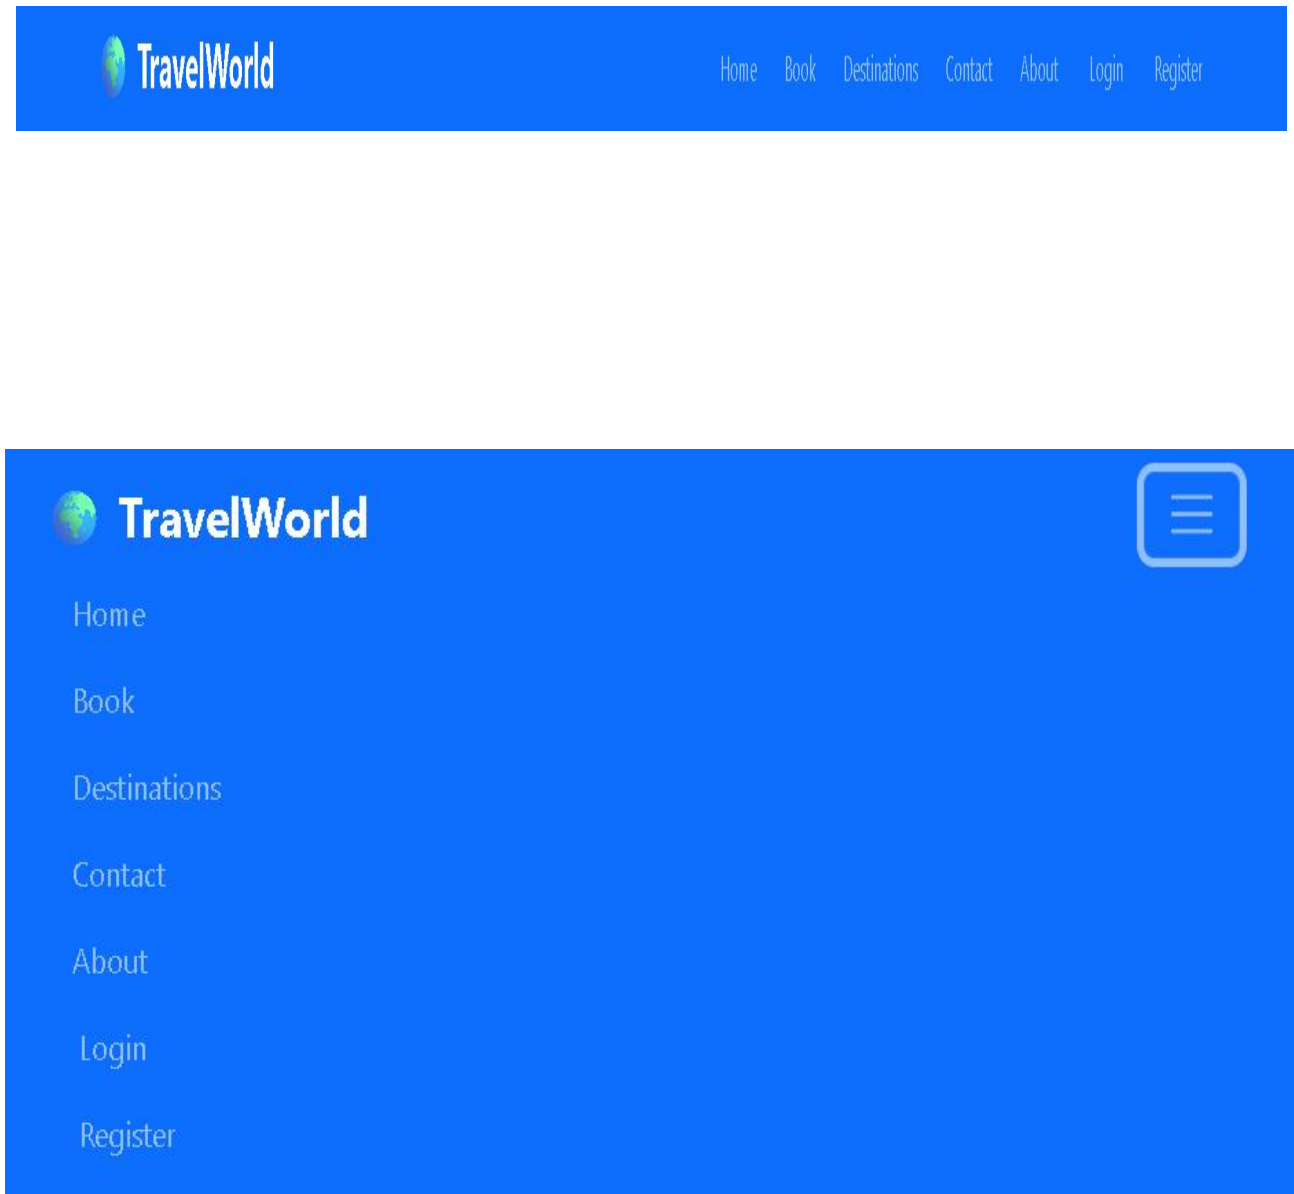 TravelWorld Home Book Destinations Contact About Login Register
TravelWorld
Home
Book
Destinations
Contact
About
Login
Register